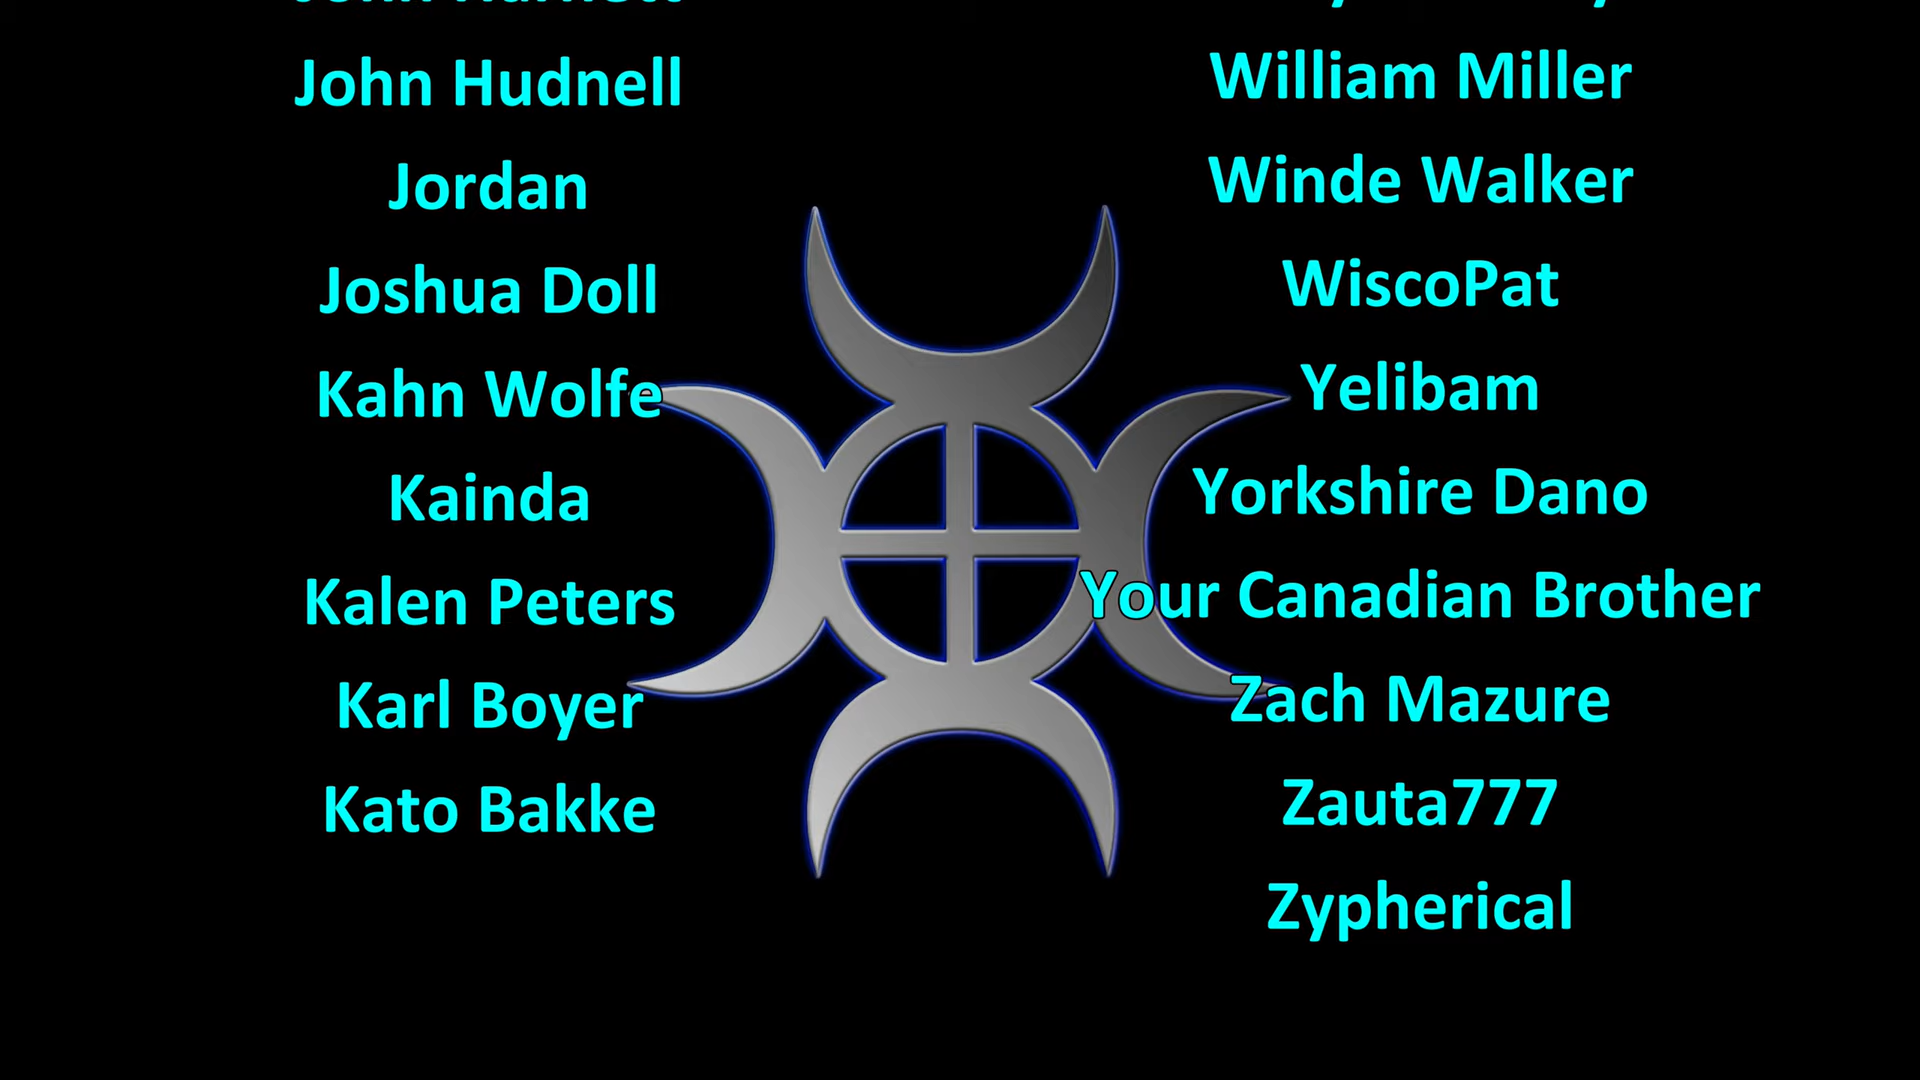 John Hudnell
Jordan
Joshua Doll
Kahn Wolfe
Kainda
Kalen Peters
Karl Boyer
Kato Bakke
William Miller
Winde Walker
WiscoPat
Yelibam
Yorkshire Dano
Your Canadian Brother
Zach Mazure
Zauta777
Zypherical